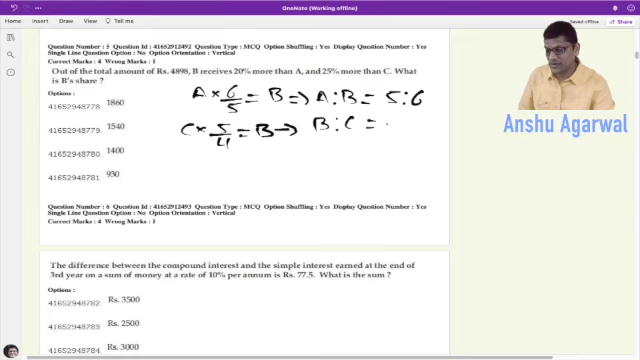 OneNote (Working offline)
Home Insert Draw View Tell me
Saved offline
Question Number : 5 Question Id : 41652912492 Question Type : MCQ Option Shuffling : Yes Display Question Number : Yes
Single Line Question Option : No Option Orientation : Vertical
Correct Marks : 4 Wrong Marks : 1
Out of the total amount of Rs. 4898, B receives 20% more than A, and 25% more than C. What
is B's share ?
Options :
41652948778. 1860
41652948779. 1540
41652948780. 1400
41652948781. 930
A × 6/5 = B => A : B = 5 : 6
C × 5/4 = B → B : C =
Anshu Agarwal
Question Number : 6 Question Id : 41652912493 Question Type : MCQ Option Shuffling : Yes Display Question Number : Yes
Single Line Question Option : No Option Orientation : Vertical
Correct Marks : 4 Wrong Marks : 1
The difference between the compound interest and the simple interest earned at the end of
3rd year on a sum of money at a rate of 10% per annum is Rs. 77.5. What is the sum ?
Options :
41652948782. Rs. 3500
41652948783. Rs. 2500
41652948784. Rs. 3000